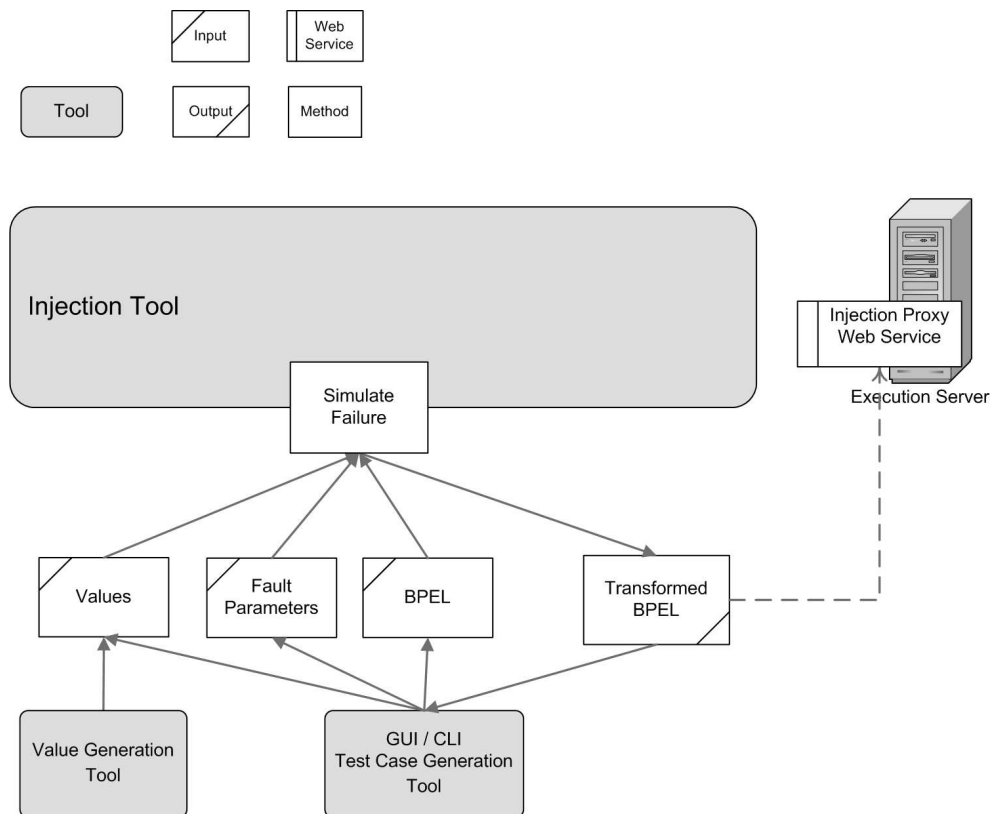 Input
Web
Service
Tool
Output
Method
Injection Tool
Injection Proxy
Web Service
Simulate
Failure
Execution Server
Values
Fault
Parameters
BPEL
Transformed
BPEL
Value Generation
Tool
GUI / CLI
Test Case Generation
Tool